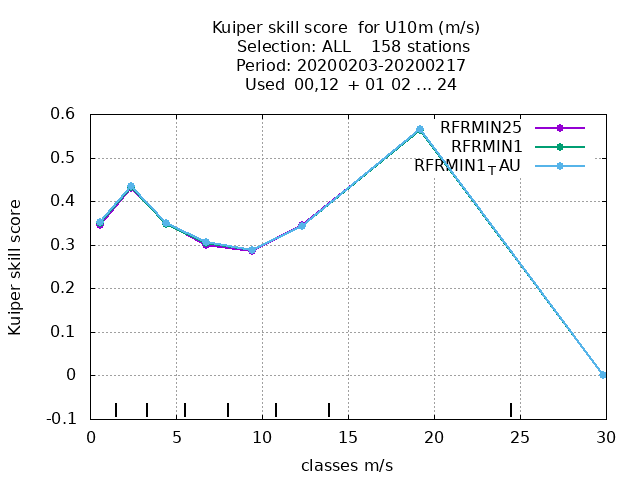 Kuiper skill score for U10m (m/s)
Selection: ALL 158 stations
Period: 20200203-20200217
Used 00,12 + 01 02 ... 24
RFRMIN25
RFRMIN1
RFRMIN1TAU
0.6
0.5
0.4
0.3
0.2
0.1
0
-0.1
Kuiper skill score
0 5 10 15 20 25 30
classes m/s